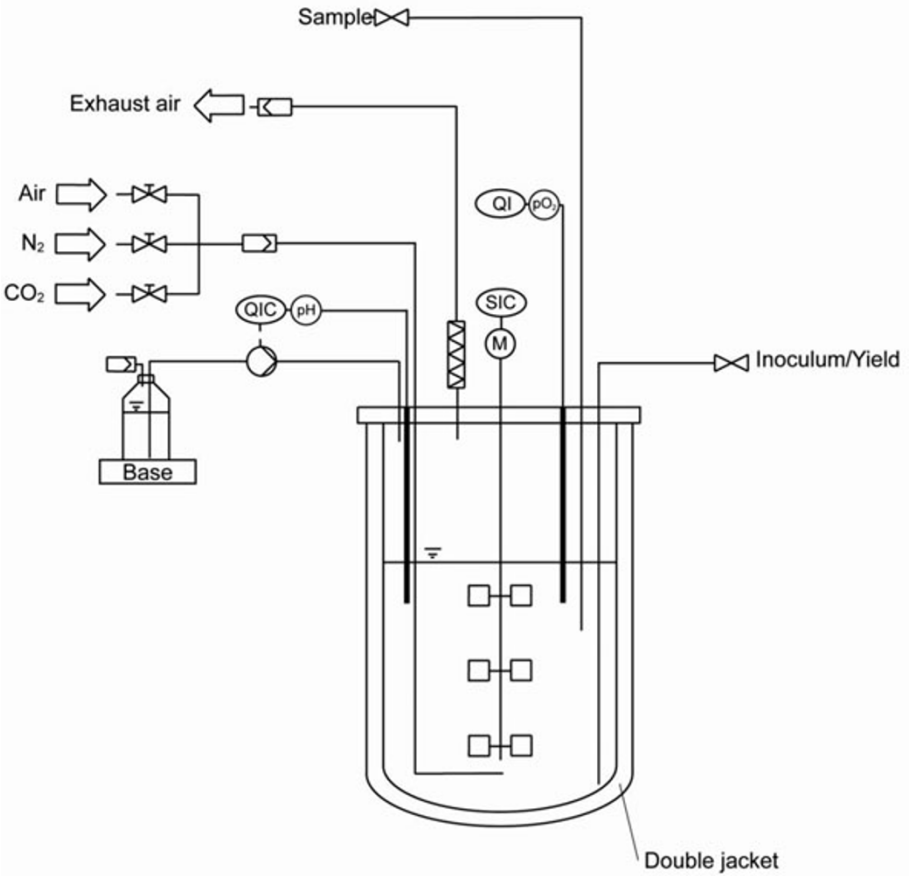 Sample
Exhaust air
Air
QI pO₂
N₂
CO₂
SIC
QIC pH
M
Inoculum/Yield
Base
Double jacket